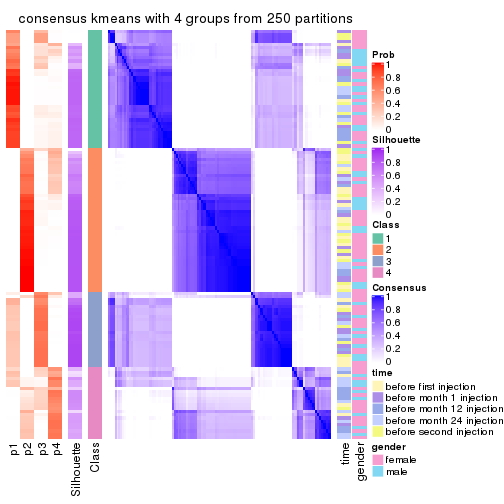 consensus kmeans with 4 groups from 250 partitions
Prob
1
0.8
0.6
0.4
0.2
0
Silhouette
1
0.8
0.6
0.4
0.2
0
Class
1
2
3
4
Consensus
1
0.8
0.6
0.4
0.2
0
time
before first injection
before month 1 injection
before month 12 injection
before month 24 injection
before second injection
gender
female
male
p1
p2
p3
p4
Silhouette
Class
time
gender